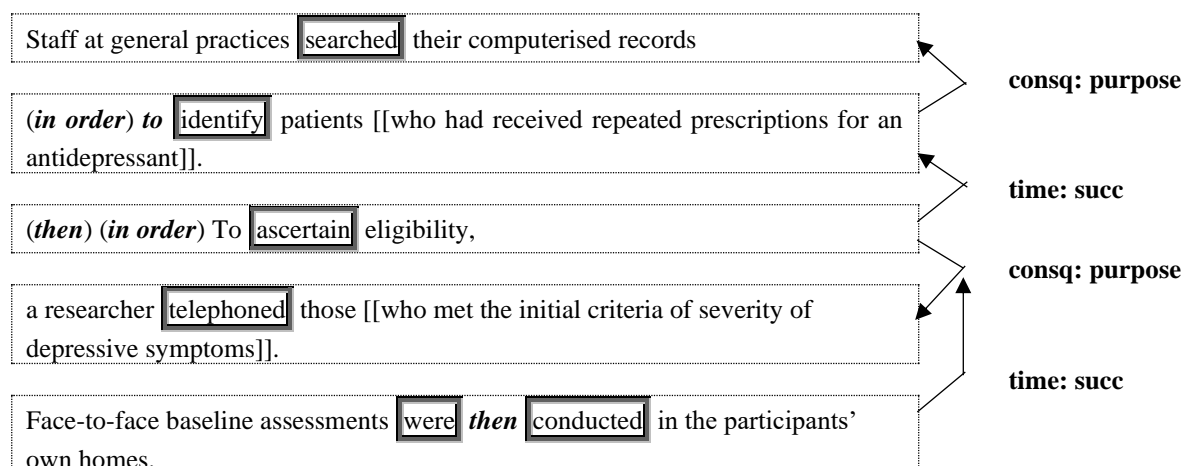 Staff at general practices searched their computerised records
consq: purpose
(in order) to identify patients [[who had received repeated prescriptions for an
antidepressant]].
time: succ
(then) (in order) To ascertain eligibility,
consq: purpose
a researcher telephoned those [[who met the initial criteria of severity of
depressive symptoms]].
time: succ
Face-to-face baseline assessments were then conducted in the participants’
own homes.